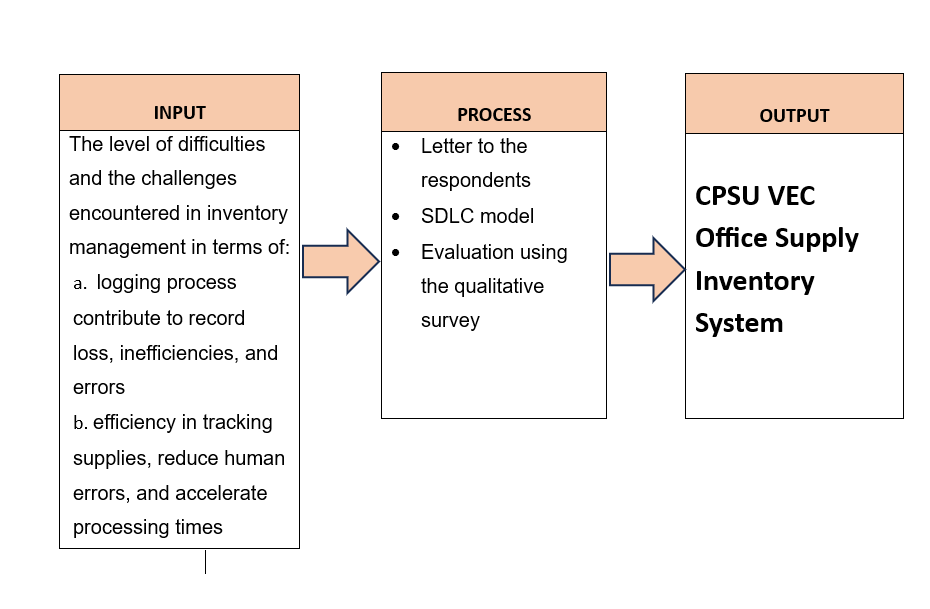 INPUT
The level of difficulties
and the challenges
encountered in inventory
management in terms of:
a. logging process
contribute to record
loss, inefficiencies, and
errors
b. efficiency in tracking
supplies, reduce human
errors, and accelerate
processing times
PROCESS
• Letter to the
respondents
• SDLC model
• Evaluation using
the qualitative
survey
OUTPUT
CPSU VEC
Office Supply
Inventory
System